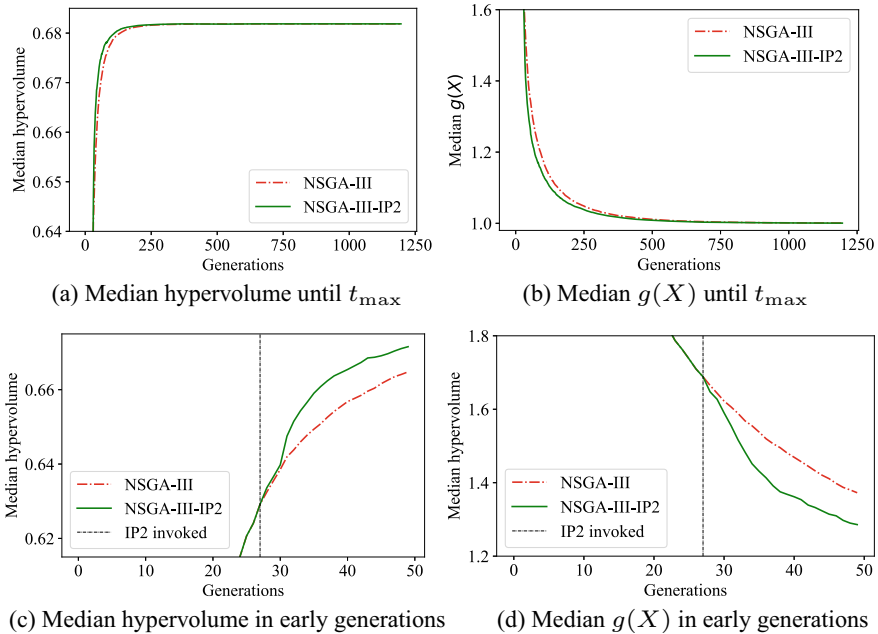 Median hypervolume
0.68
0.67
0.66
0.65
0.64
0 250 500 750 1000 1250
Generations
NSGA-III
NSGA-III-IP2
(a) Median hypervolume until t_max
Median g(X)
1.6
1.4
1.2
1.0
0 250 500 750 1000 1250
Generations
NSGA-III
NSGA-III-IP2
(b) Median g(X) until t_max
Median hypervolume
0.66
0.64
0.62
0 10 20 30 40 50
Generations
NSGA-III
NSGA-III-IP2
IP2 invoked
(c) Median hypervolume in early generations
Median hypervolume
1.8
1.6
1.4
1.2
0 10 20 30 40 50
Generations
NSGA-III
NSGA-III-IP2
IP2 invoked
(d) Median g(X) in early generations